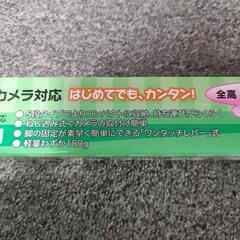 カメラ対応 はじめてでも、カンタン!
全高
応
●5段タイプでよりコンパクトに収納、持ち運びがらくらく
●ねじ込み式でカメラの取付け簡単
●脚の固定が素早く簡単にできる「ワンタッチレバー」式
●軽量わずか180g